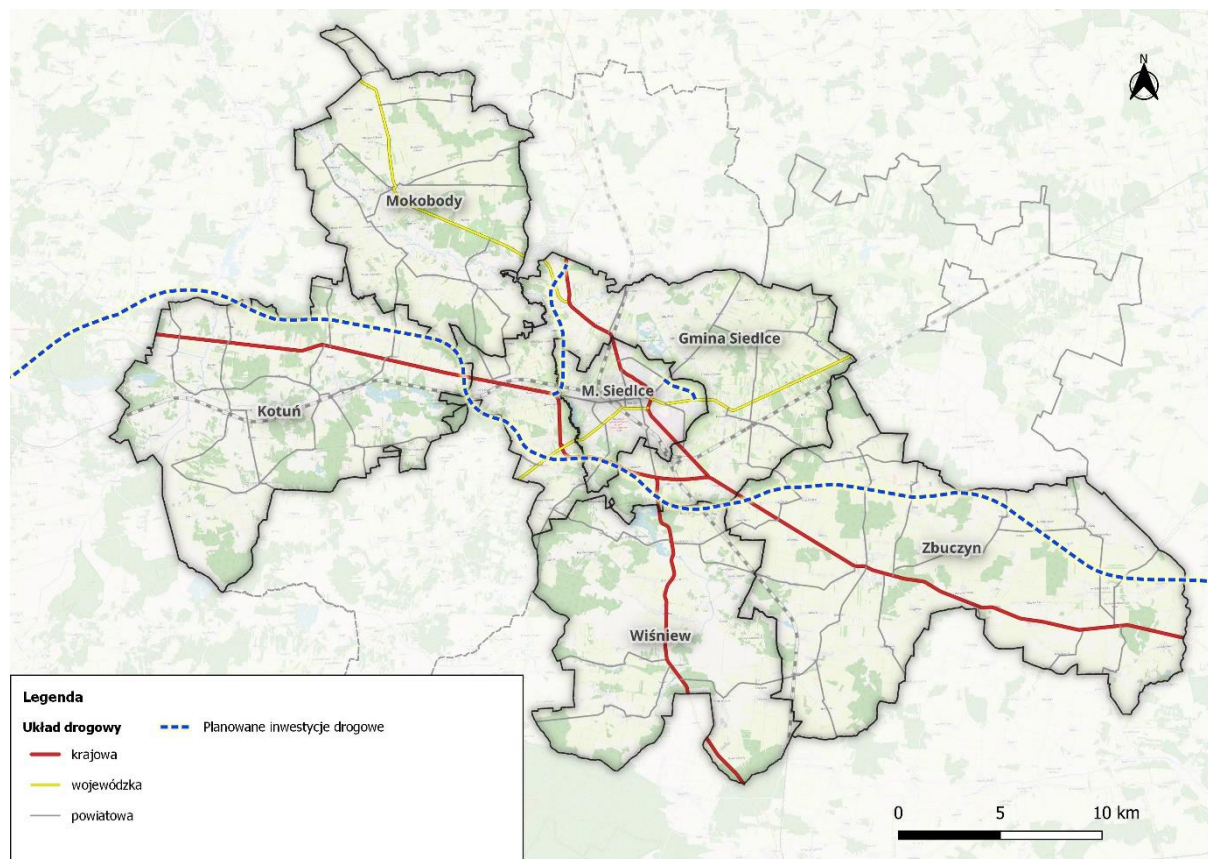 N
Mokobody
Gmina Siedlce
M. Siedlce
Kotuń
Zbuczyn
Wiśniew
Legenda
Układ drogowy
Planowane inwestycje drogowe
krajowa
wojewódzka
powiatowa
0 5 10 km